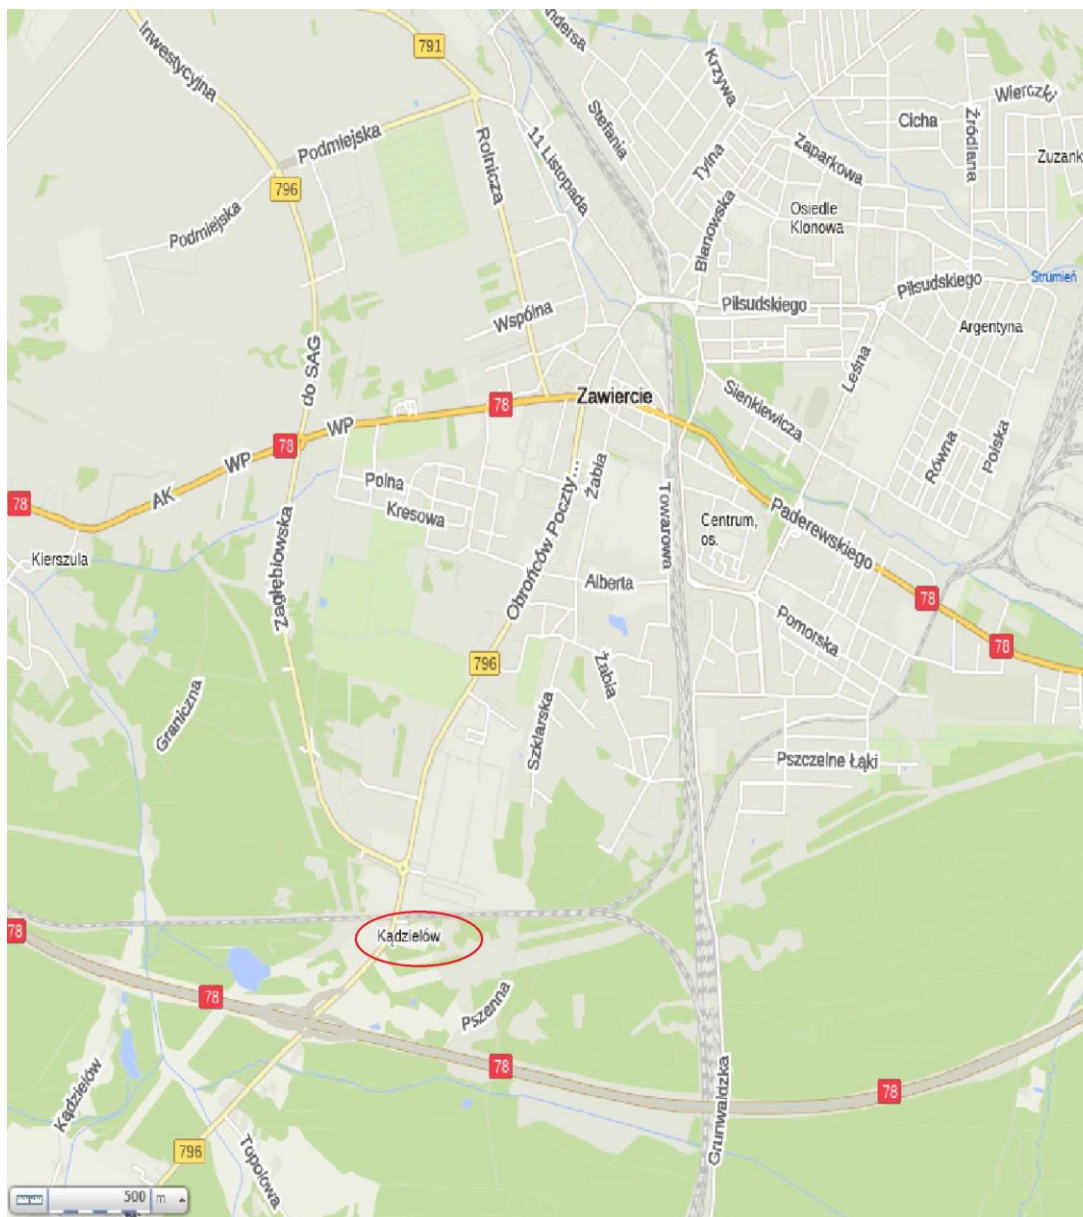 Andersa
791
Inwestycyjna
Krzywa
Wierczki
Stefania
Cicha
Źródlana
Podmiejska
Rolnicza
11 Listopada
Tylna
Zaparkowa
Zuzank
796
Blanowska
Osiedle
Klonowa
Podmiejska
Piłsudskiego
Strumień
Piłsudskiego
Wspólna
Argentyna
do SAG
Leśna
Zawiercie
78
Sienkiewicza
WP
78
WP
Równa
Polska
AK
78
Polna
Żabia
Kresowa
Obrońców Poczty...
Towarowa
Centrum,
os.
Paderewskiego
Kierszula
Zagłębiowska
Alberta
78
Pomorska
78
796
Żabia
Graniczna
Szklarska
Pszczelne Łąki
78
Kądzielów
78
Pszenna
78
78
Kądzielów
Grunwaldzka
796
Topolowa
500 m